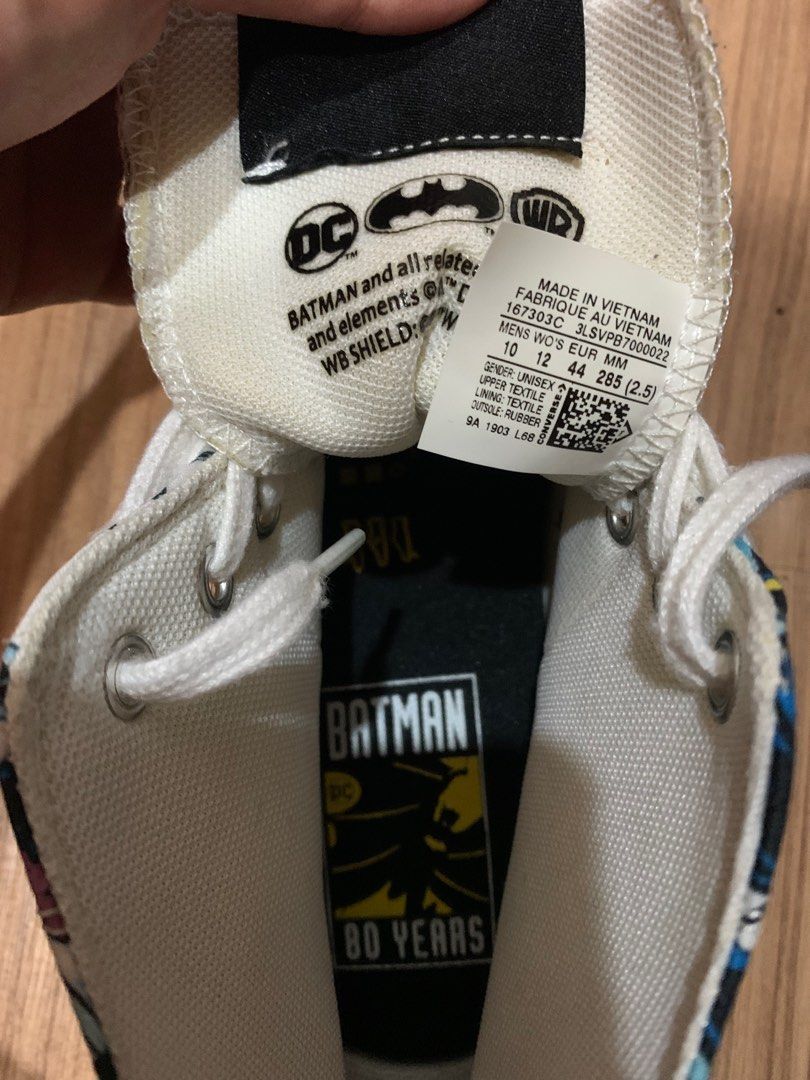 DC™
WB
BATMAN and all relate
and elements ©
WB SHIELD:
MADE IN VIETNAM
FABRIQUE AU VIETNAM
167303C 3LSVPB7000022
MENS WO'S EUR MM
10 12 44 285 (2.5)
GENDER: UNISEX
UPPER TEXTILE
LINING: TEXTILE
OUTSOLE: RUBBER
9A 1903 L68
CONVERSE
BATMAN
DC
80 YEARS